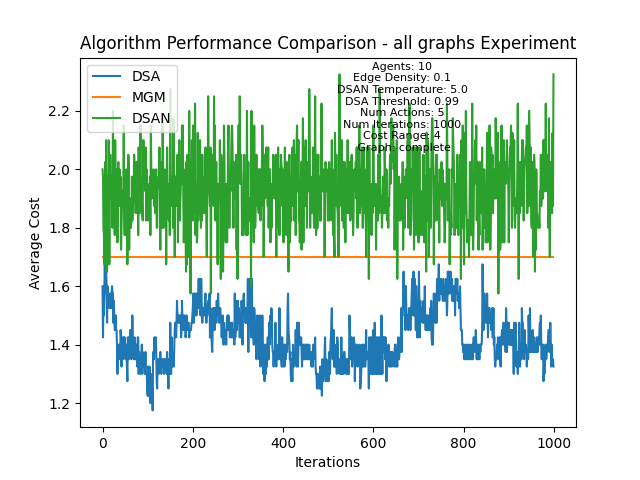 Algorithm Performance Comparison - all graphs Experiment
DSA
MGM
DSAN
Agents: 10
Edge Density: 0.1
DSAN Temperature: 5.0
DSA Threshold: 0.99
Num Actions: 5
Num Iterations: 1000
Cost Range: 4
Graph: complete
Average Cost
2.2
2.0
1.8
1.6
1.4
1.2
0
200
400
600
800
1000
Iterations